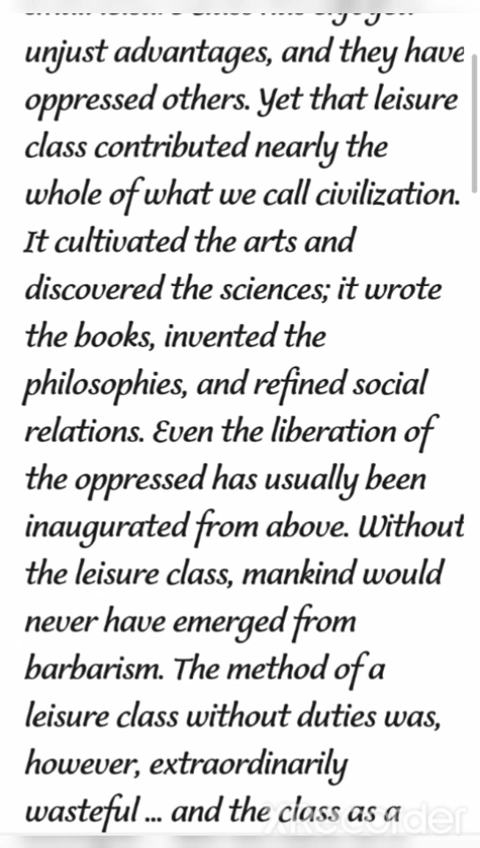 unjust advantages, and they have
oppressed others. Yet that leisure
class contributed nearly the
whole of what we call civilization.
It cultivated the arts and
discovered the sciences; it wrote
the books, invented the
philosophies, and refined social
relations. Even the liberation of
the oppressed has usually been
inaugurated from above. Without
the leisure class, mankind would
never have emerged from
barbarism. The method of a
leisure class without duties was,
however, extraordinarily
wasteful ... and the class as a
XRecorder